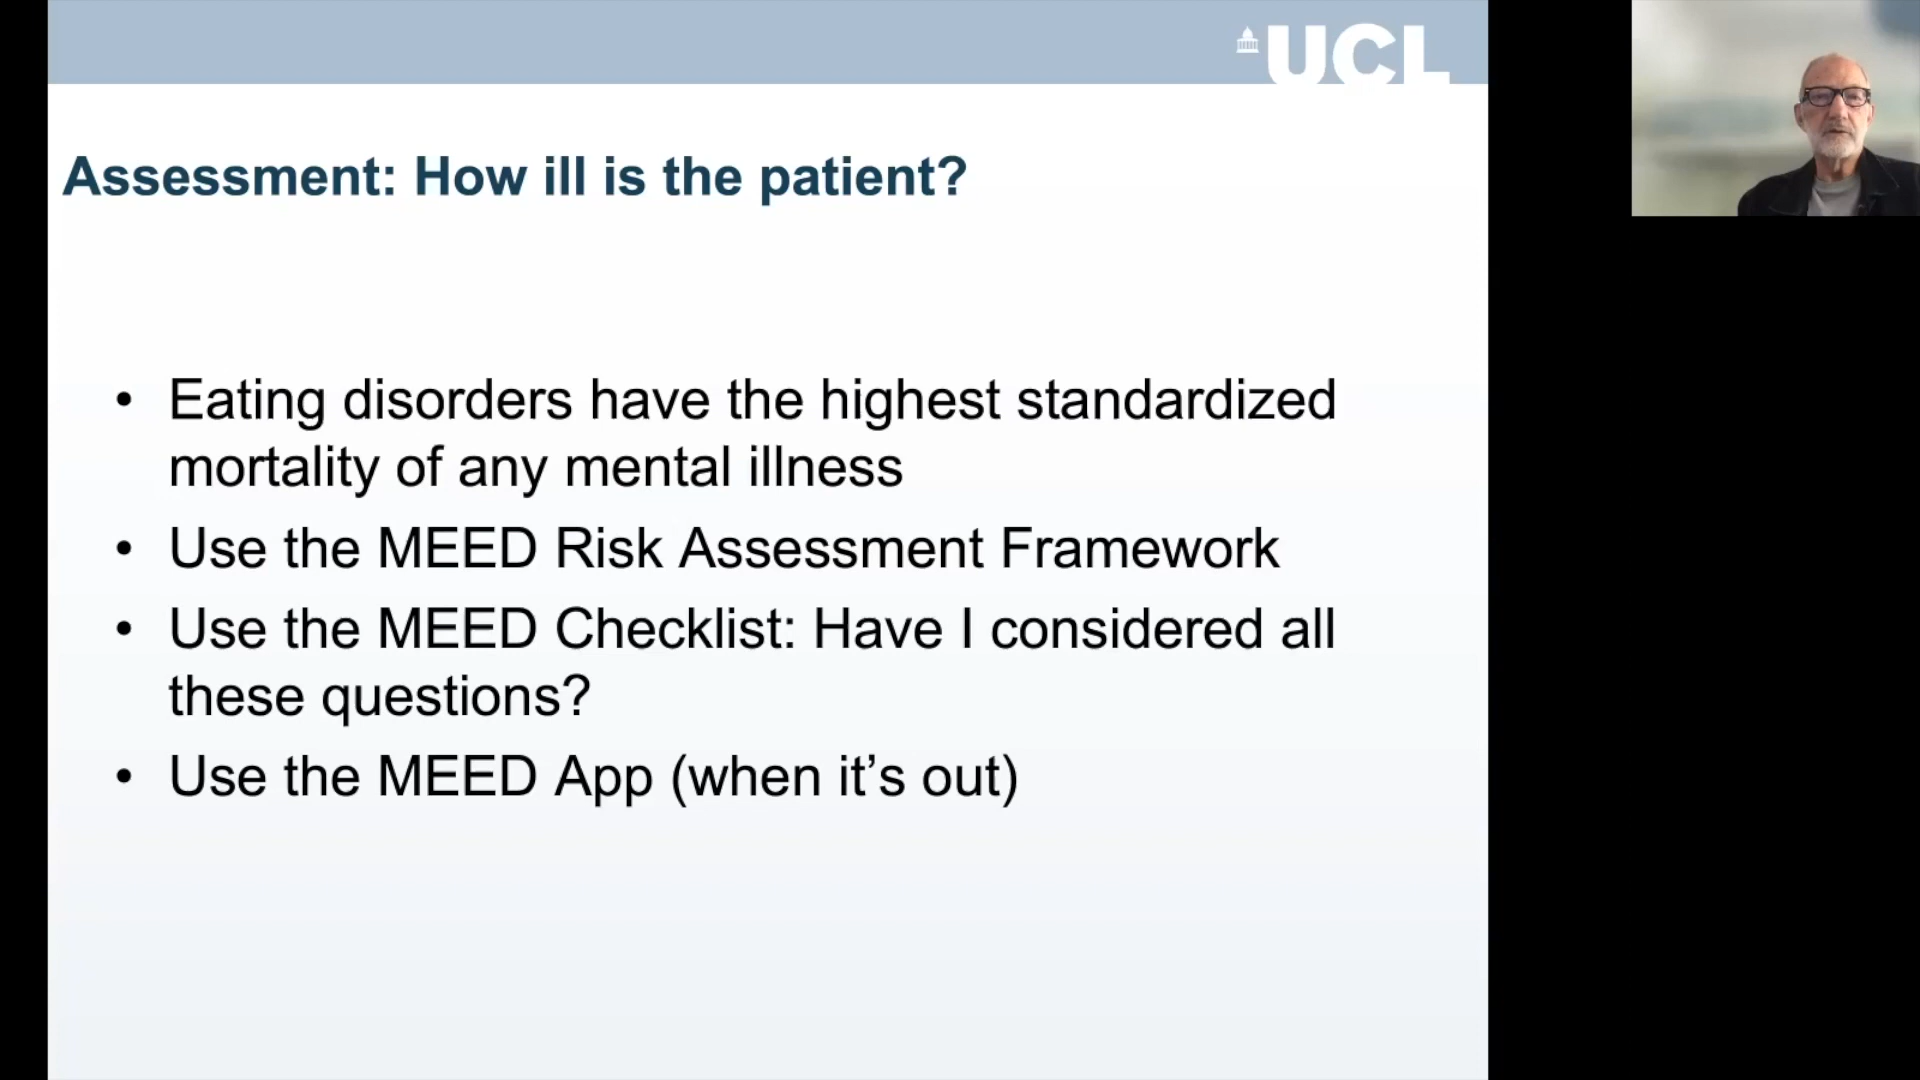 UCL
Assessment: How ill is the patient?
• Eating disorders have the highest standardized
mortality of any mental illness
• Use the MEED Risk Assessment Framework
• Use the MEED Checklist: Have I considered all
these questions?
• Use the MEED App (when it’s out)